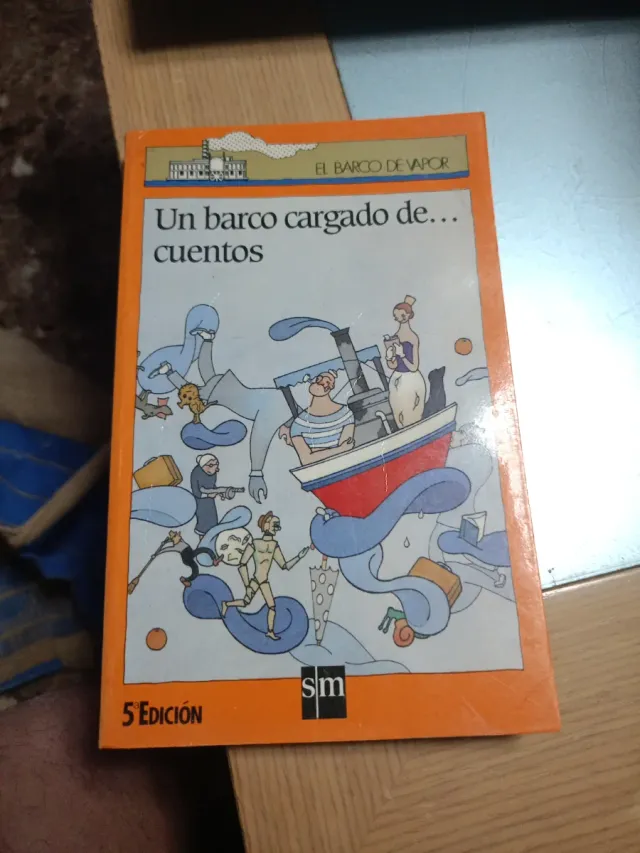 EL BARCO DE VAPOR
Un barco cargado de...
cuentos
sm
5ª EDICIÓN